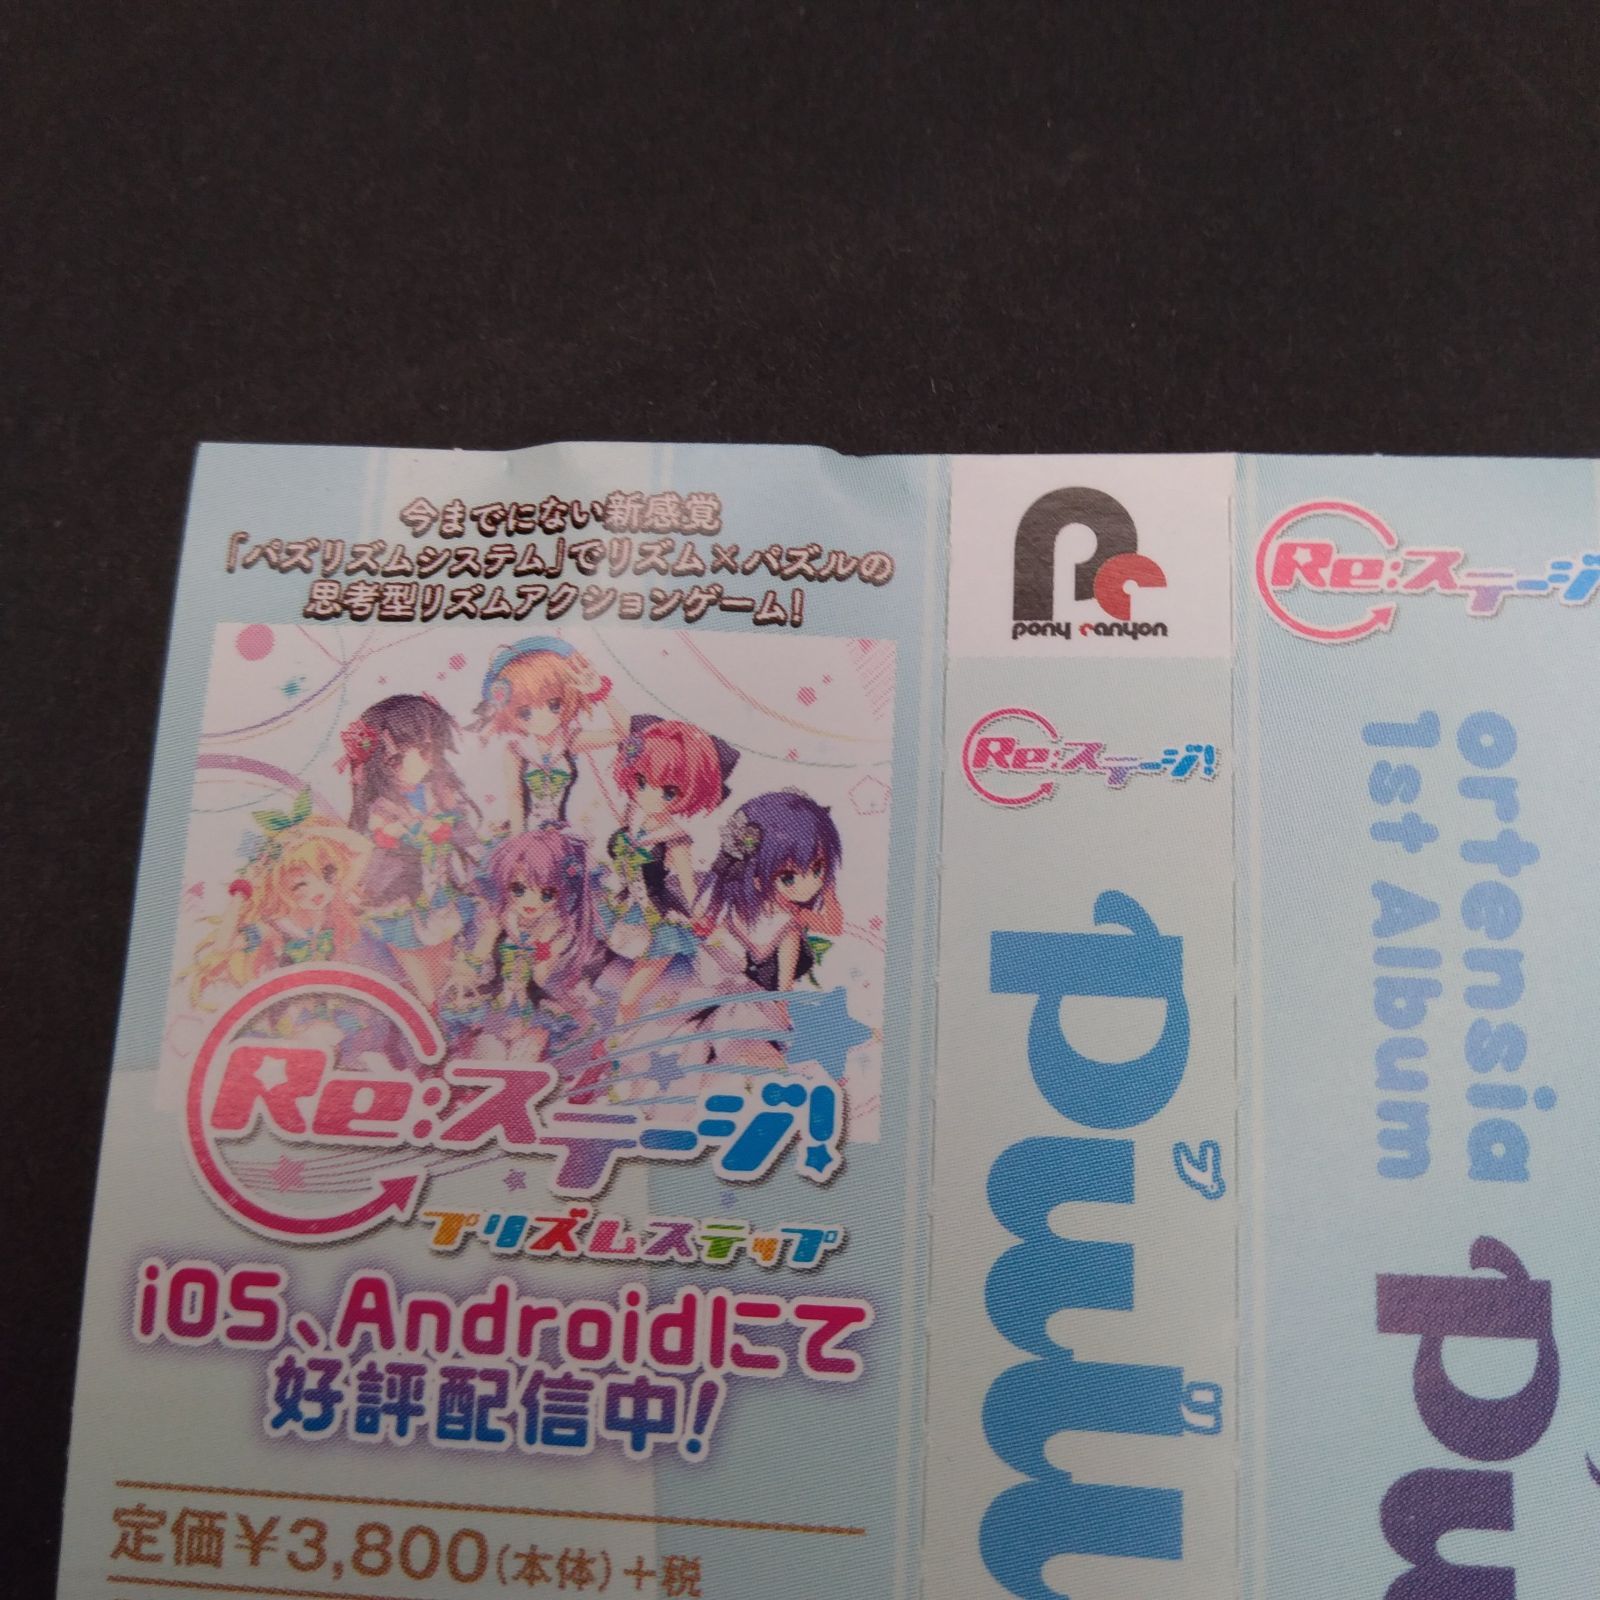 今までにない新感覚
「パズリズムシステム」でリズム×パズルの
思考型リズムアクションゲーム!
Re:ステージ!
プリズムステップ
iOS、Androidにて
好評配信中!
定価¥3,800(本体)+税
pony canyon
Re:ステージ!
Re:ステージ
ortensia
1st Album